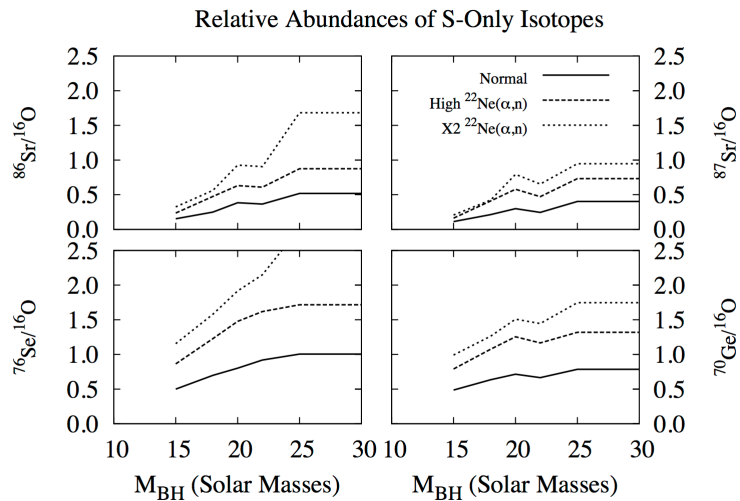 Relative Abundances of S-Only Isotopes
2.5
2.0
1.5
1.0
0.5
0.0
⁸⁶Sr/¹⁶O
Normal
High ²²Ne(α,n)
X2 ²²Ne(α,n)
2.5
2.0
1.5
1.0
0.5
0.0
⁸⁷Sr/¹⁶O
2.5
2.0
1.5
1.0
0.5
0.0
⁷⁶Se/¹⁶O
10 15 20 25 30
M_BH (Solar Masses)
2.5
2.0
1.5
1.0
0.5
0.0
⁷⁰Ge/¹⁶O
10 15 20 25 30
M_BH (Solar Masses)